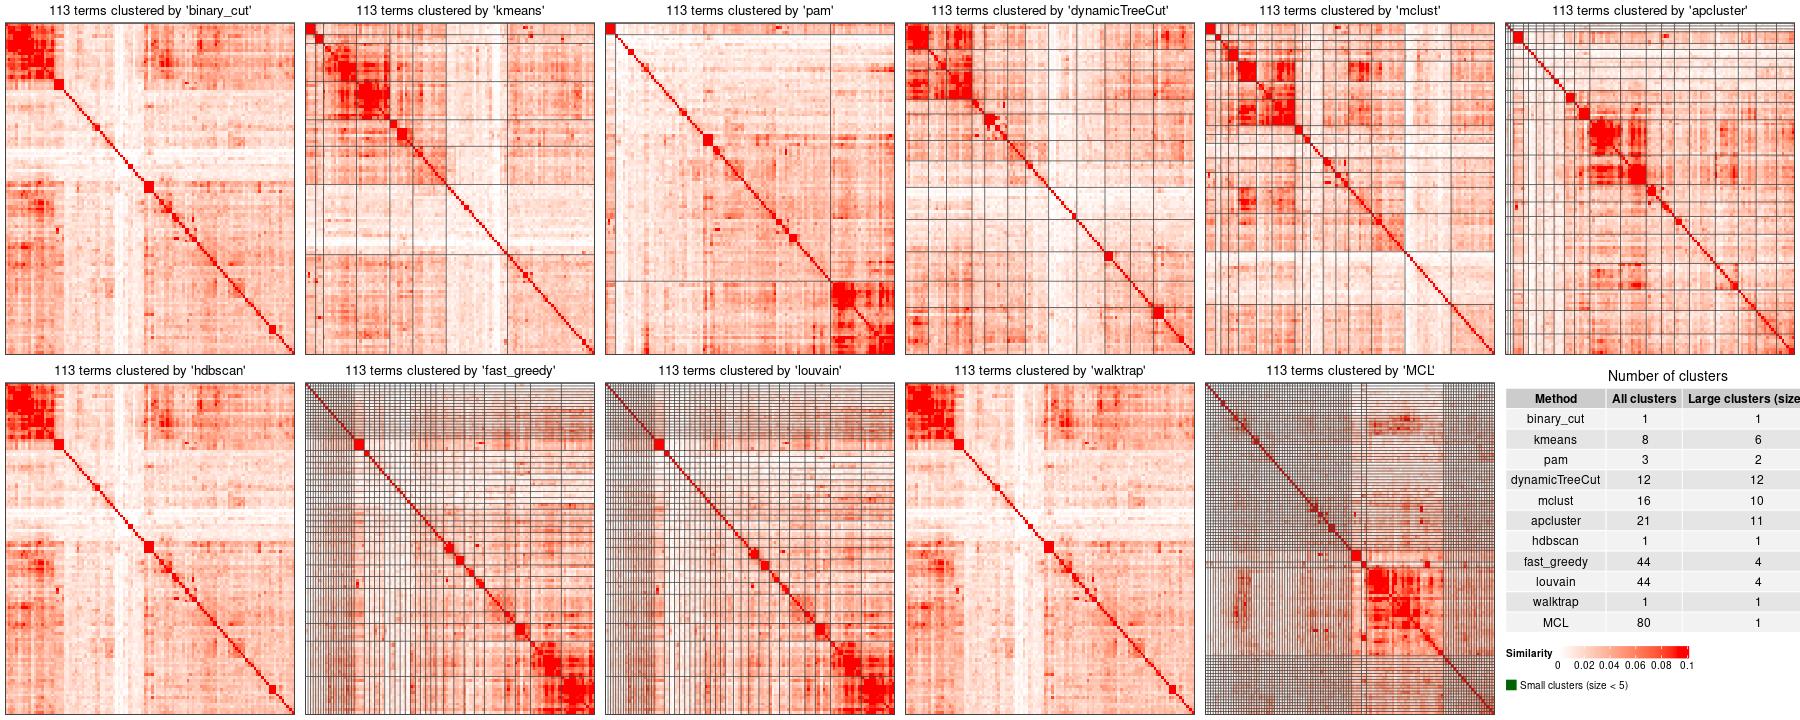 113 terms clustered by 'binary_cut'
113 terms clustered by 'kmeans'
113 terms clustered by 'pam'
113 terms clustered by 'dynamicTreeCut'
113 terms clustered by 'mclust'
113 terms clustered by 'apcluster'
113 terms clustered by 'hdbscan'
113 terms clustered by 'fast_greedy'
113 terms clustered by 'louvain'
113 terms clustered by 'walktrap'
113 terms clustered by 'MCL'
Number of clusters
Method All clusters Large clusters (size
binary_cut 1 1
kmeans 8 6
pam 3 2
dynamicTreeCut 12 12
mclust 16 10
apcluster 21 11
hdbscan 1 1
fast_greedy 44 4
louvain 44 4
walktrap 1 1
MCL 80 1
Similarity
0 0.02 0.04 0.06 0.08 0.1
Small clusters (size < 5)